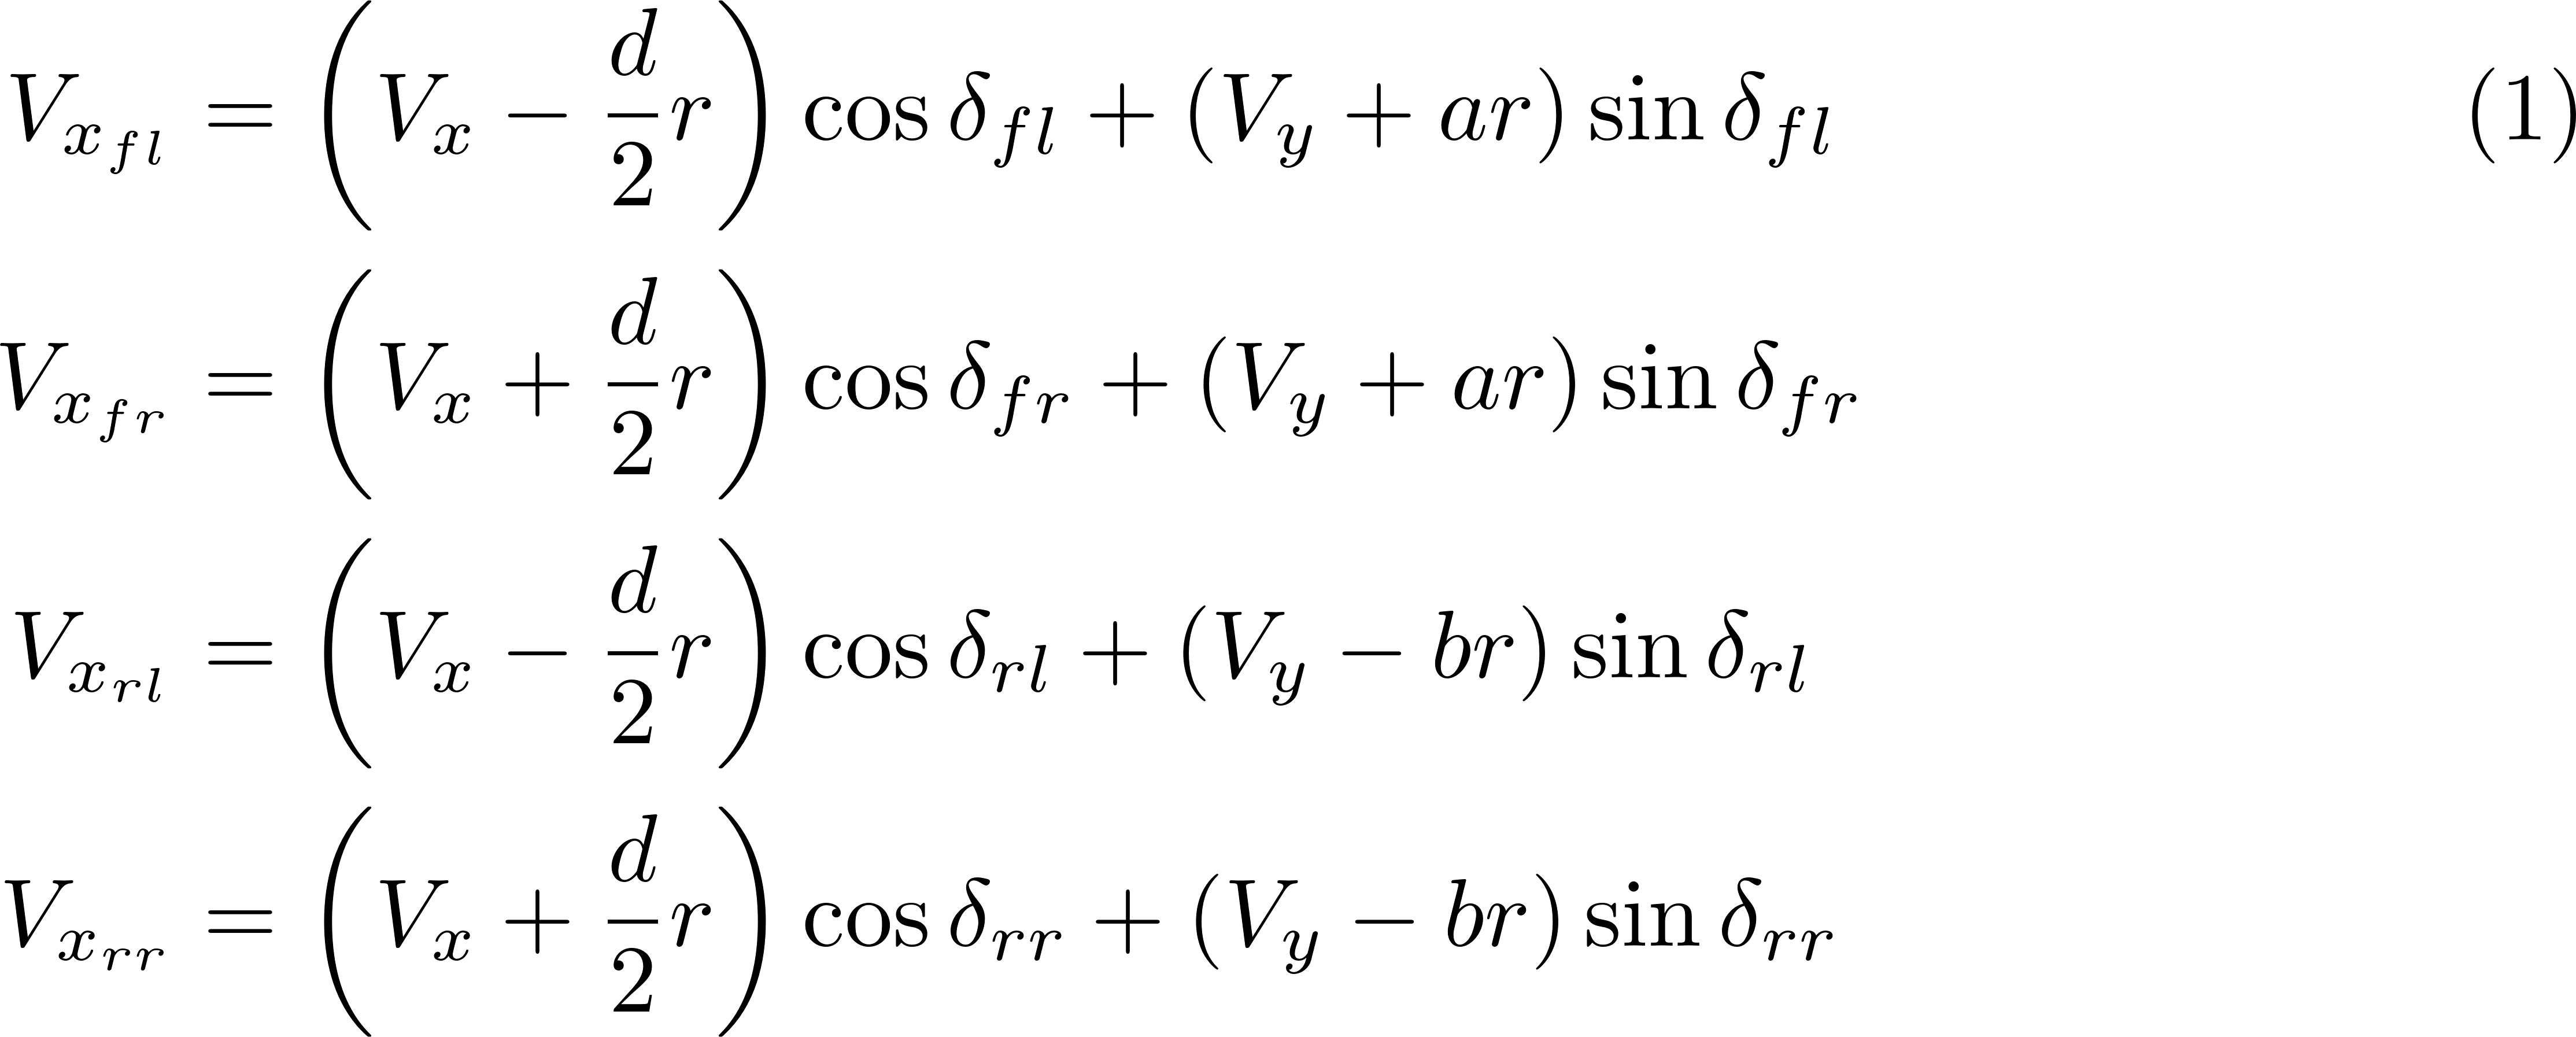 $V_{x_{fl}} = \left( V_x - \frac{d}{2} r \right) \cos \delta_{fl} + (V_y + ar) \sin \delta_{fl}$ (1)
$V_{x_{fr}} = \left( V_x + \frac{d}{2} r \right) \cos \delta_{fr} + (V_y + ar) \sin \delta_{fr}$
$V_{x_{rl}} = \left( V_x - \frac{d}{2} r \right) \cos \delta_{rl} + (V_y - br) \sin \delta_{rl}$
$V_{x_{rr}} = \left( V_x + \frac{d}{2} r \right) \cos \delta_{rr} + (V_y - br) \sin \delta_{rr}$